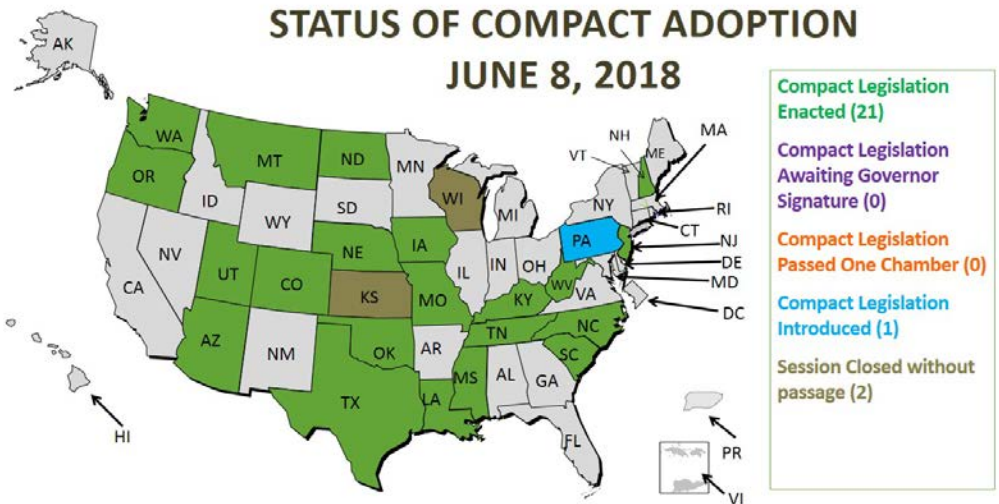 STATUS OF COMPACT ADOPTION
JUNE 8, 2018
AK
WA
MT
ND
MN
OR
ID
WY
SD
WI
MI
NY
VT
NH
ME
MA
RI
CT
NJ
DE
MD
DC
PA
NV
CA
UT
CO
NE
IA
IL
IN
OH
WV
VA
KS
MO
KY
AZ
NM
OK
AR
TN
NC
SC
MS
AL
GA
TX
LA
FL
HI
PR
VI
Compact Legislation
Enacted (21)
Compact Legislation
Awaiting Governor
Signature (0)
Compact Legislation
Passed One Chamber (0)
Compact Legislation
Introduced (1)
Session Closed without
passage (2)